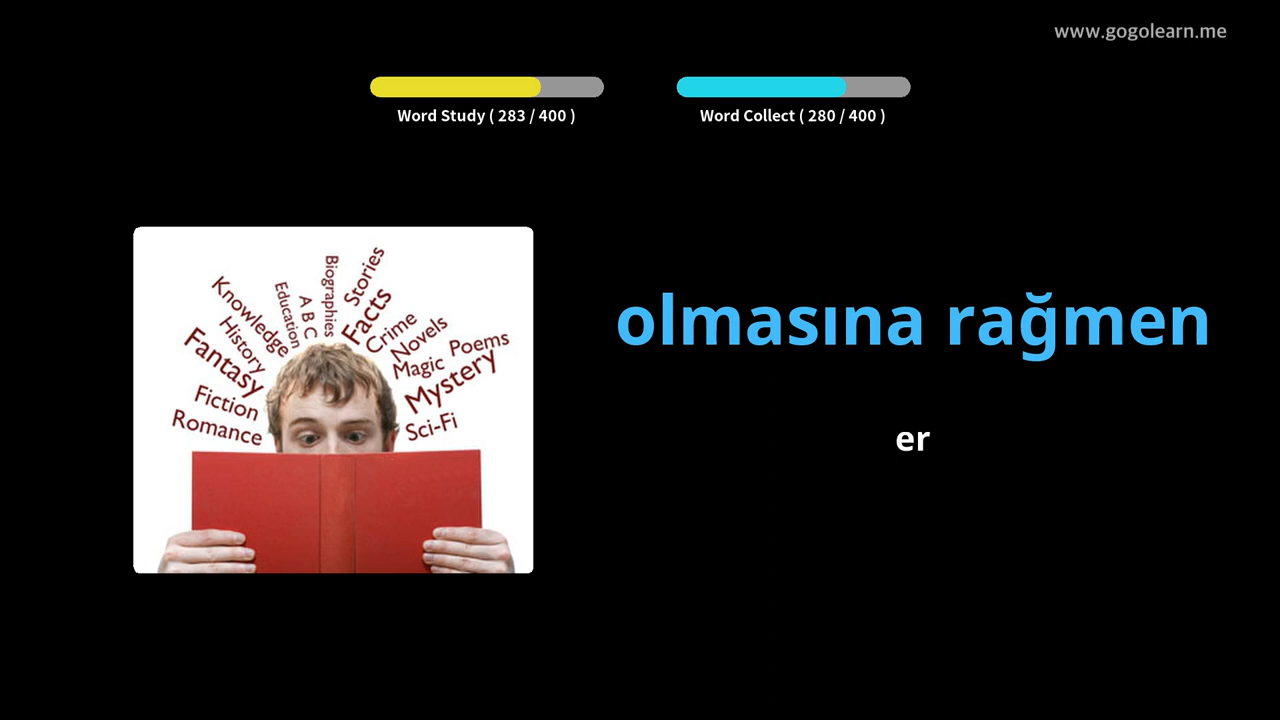 www.gogolearn.me
Word Study ( 283 / 400 )
Word Collect ( 280 / 400 )
Biographies
Stories
Education
A B C
Facts
Knowledge
Crime
History
Novels
Fantasy
Magic
Poems
Mystery
Fiction
Romance
Sci-Fi
olmasına rağmen
er